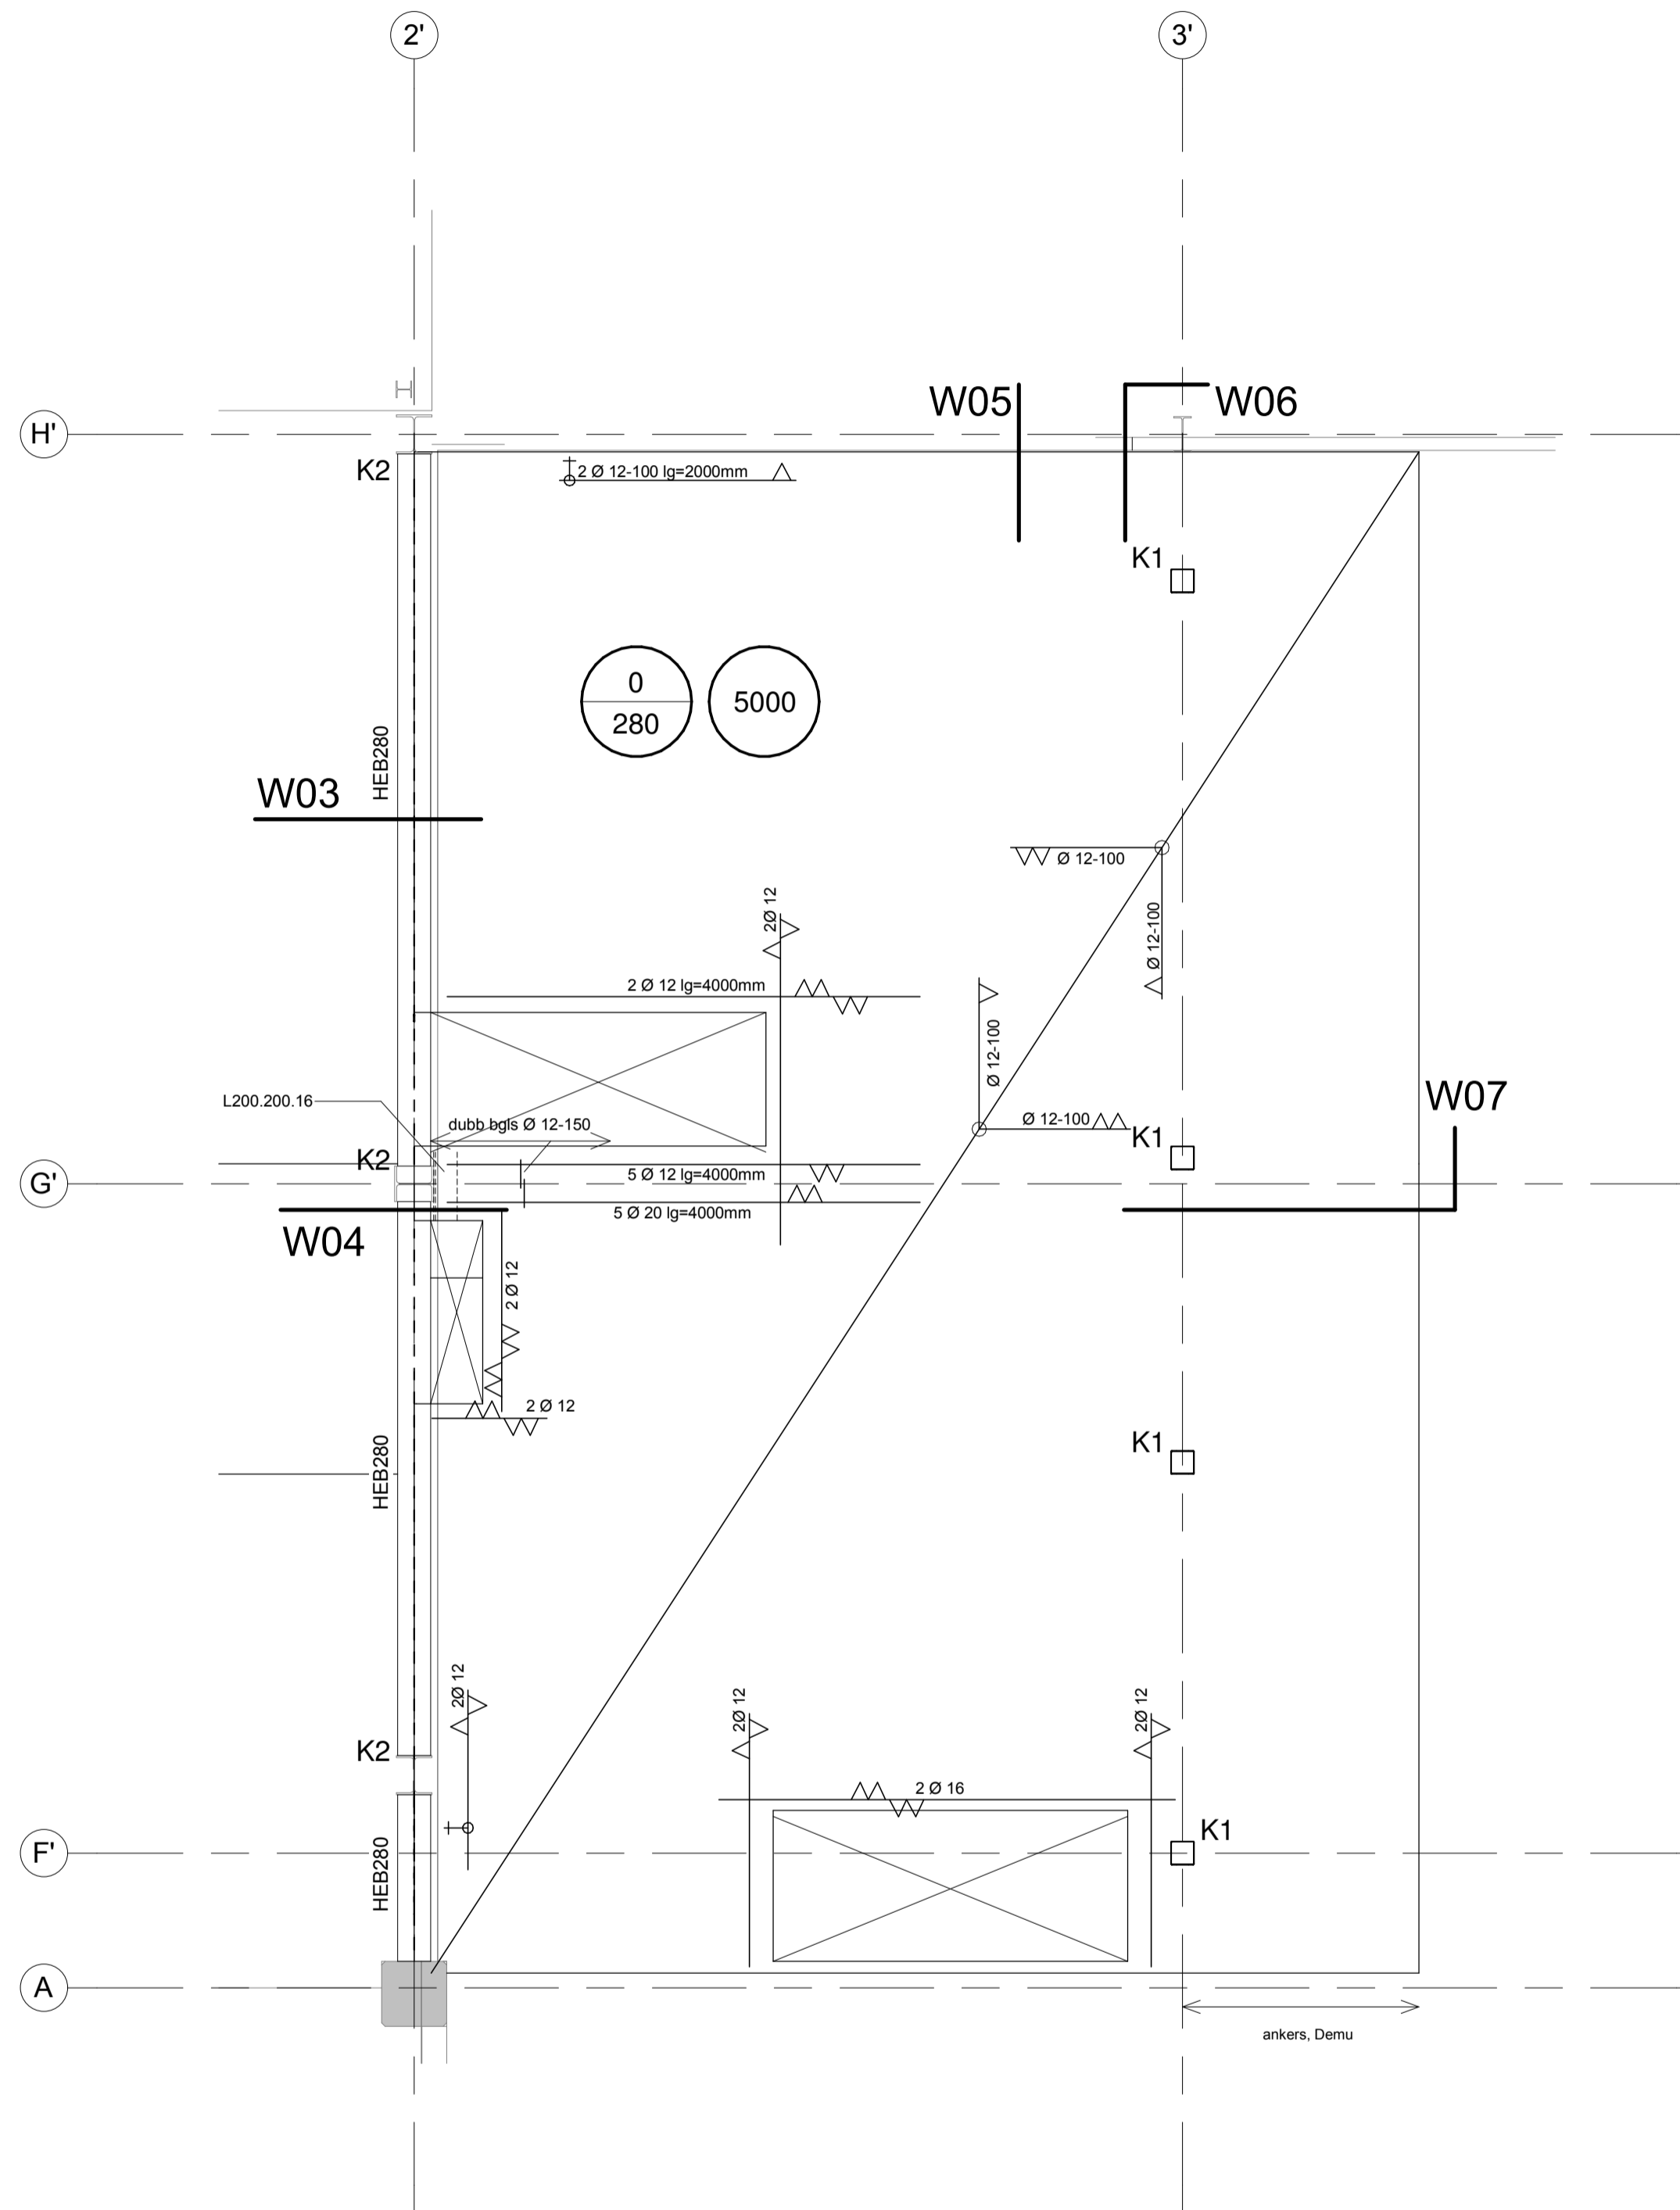 2'
3'
H'
W05
W06
K2
2 Ø 12-100 lg=2000mm
K1
0
280
5000
HEB280
W03
Ø 12-100
2Ø 12
Ø 12-100
2 Ø 12 lg=4000mm
Ø 12-100
L200.200.16
W07
dubb bgls Ø 12-150
Ø 12-100
K1
K2
5 Ø 12 lg=4000mm
G'
5 Ø 20 lg=4000mm
W04
2 Ø 12
2 Ø 12
K1
HEB280
2Ø 12
2Ø 12
2Ø 12
K2
2 Ø 16
K1
F'
HEB280
A
ankers, Demu